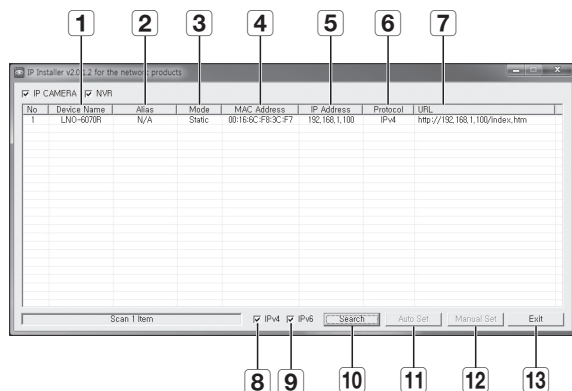 1 2 3 4 5 6 7
IP Installer v2.0.1.2 for the network products
IP CAMERA NVR
No Device Name Alias Mode MAC Address IP Address Protocol URL
1 LNO-6070R N/A Static 00:16:6C:F8:3C:F7 192,168,1,100 IPv4 http://192,168,1,100/index,htm
Scan 1 Item IPv4 IPv6 Search Auto Set Manual Set Exit
8 9 10 11 12 13